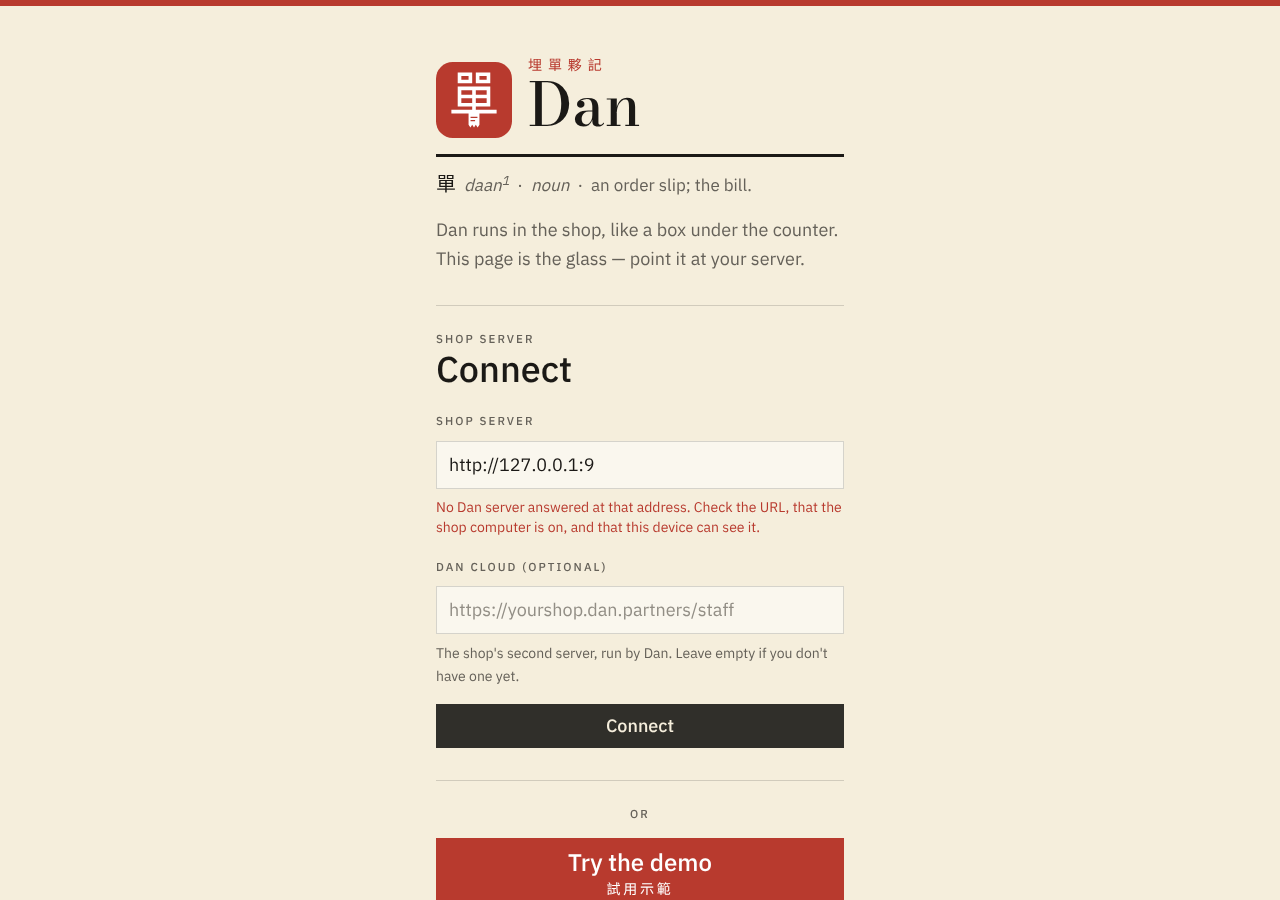 單
埋單夥記
Dan
單 daan¹ · noun · an order slip; the bill.
Dan runs in the shop, like a box under the counter.
This page is the glass — point it at your server.
SHOP SERVER
Connect
SHOP SERVER
http://127.0.0.1:9
No Dan server answered at that address. Check the URL, that the
shop computer is on, and that this device can see it.
DAN CLOUD (OPTIONAL)
https://yourshop.dan.partners/staff
The shop's second server, run by Dan. Leave empty if you don't
have one yet.
Connect
OR
Try the demo
試用示範